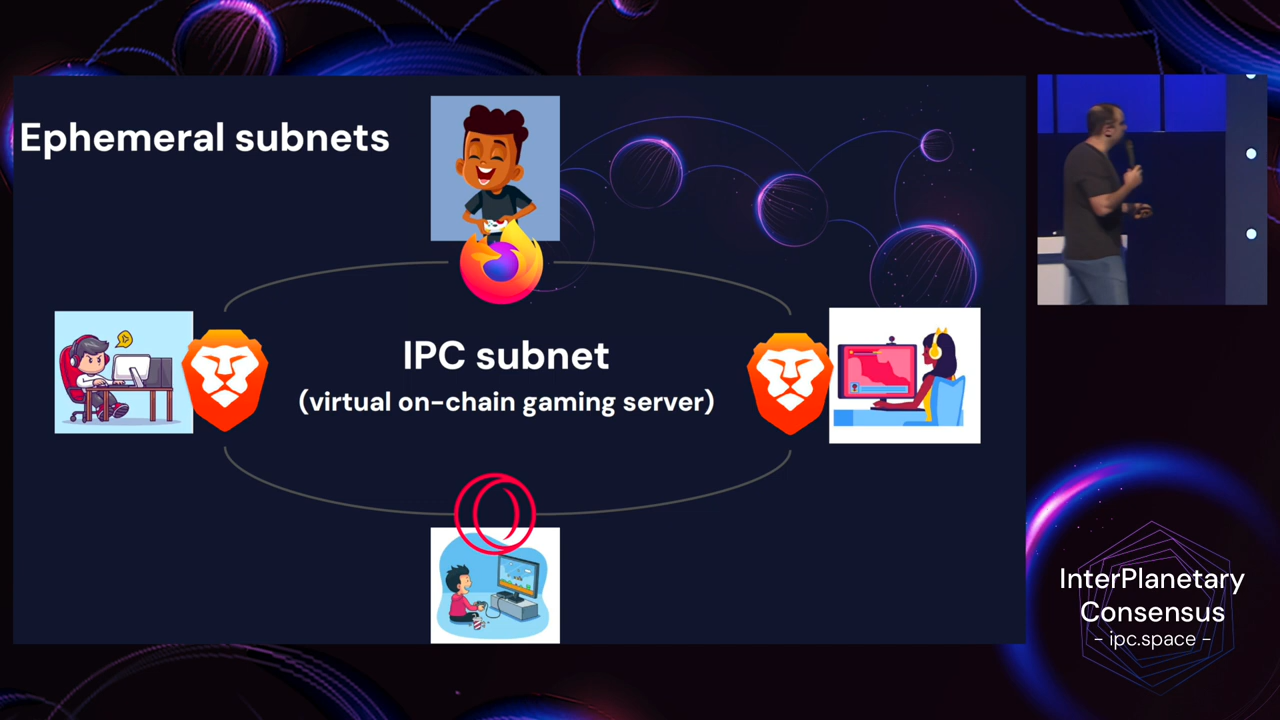 Ephemeral subnets
IPC subnet
(virtual on-chain gaming server)
InterPlanetary
Consensus
- ipc.space -